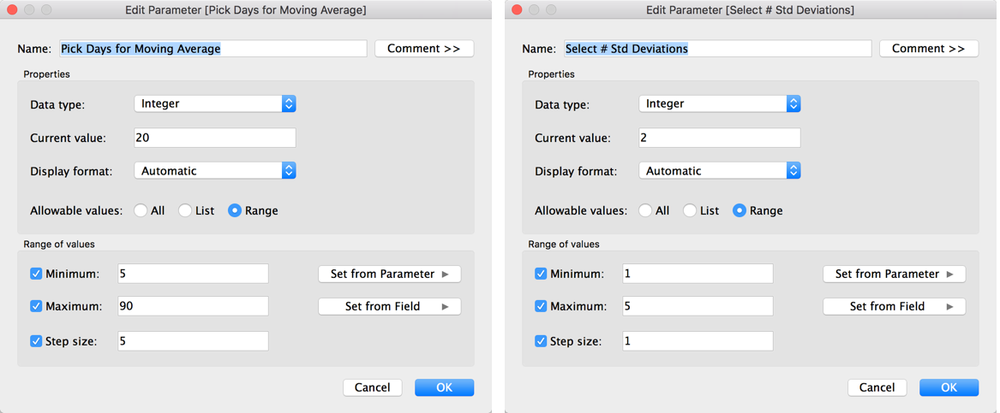 Edit Parameter [Pick Days for Moving Average]
Name: Pick Days for Moving Average Comment >>
Properties
Data type: Integer
Current value: 20
Display format: Automatic
Allowable values: All List Range
Range of values
Minimum: 5 Set from Parameter ▶
Maximum: 90 Set from Field ▶
Step size: 5
Cancel OK
Edit Parameter [Select # Std Deviations]
Name: Select # Std Deviations Comment >>
Properties
Data type: Integer
Current value: 2
Display format: Automatic
Allowable values: All List Range
Range of values
Minimum: 1 Set from Parameter ▶
Maximum: 5 Set from Field ▶
Step size: 1
Cancel OK